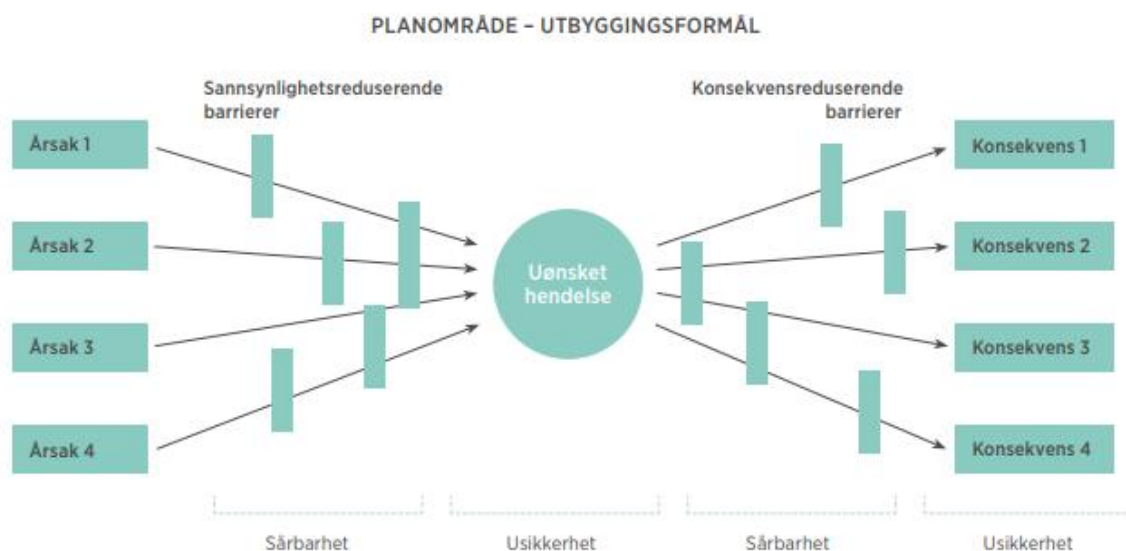 PLANOMRÅDE – UTBYGGINGSFORMÅL
Sannsynlighetsreduserende
barrierer
Konsekvensreduserende
barrierer
Årsak 1
Årsak 2
Årsak 3
Årsak 4
Uønsket
hendelse
Konsekvens 1
Konsekvens 2
Konsekvens 3
Konsekvens 4
Sårbarhet
Usikkerhet
Sårbarhet
Usikkerhet